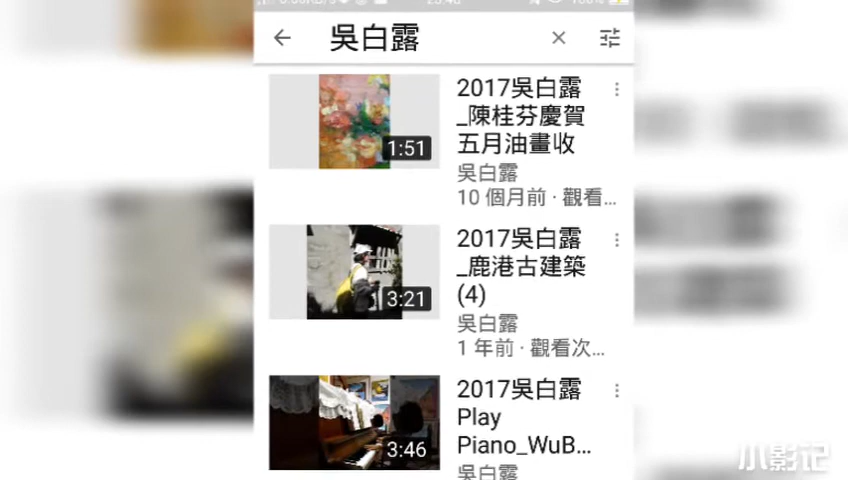 吳白露
2017吳白露
_陳桂芬慶賀
五月油畫收
1:51
吳白露
10 個月前 · 觀看...
2017吳白露
_鹿港古建築
(4)
3:21
吳白露
1 年前 · 觀看次...
2017吳白露
Play
Piano_WuB...
3:46
吳白露
小影记